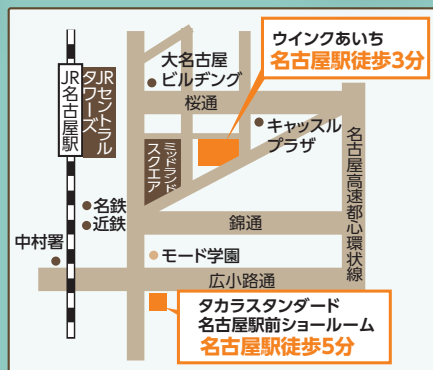 ウインクあいち
名古屋駅徒歩3分
大名古屋
ビルヂング
桜通
JR名古屋駅
JRセントラル
タワーズ
キャッスル
プラザ
ミッドランド
スクエア
名古屋高速都心環状線
名鉄
近鉄
錦通
中村署
モード学園
広小路通
タカラスタンダード
名古屋駅前ショールーム
名古屋駅徒歩5分